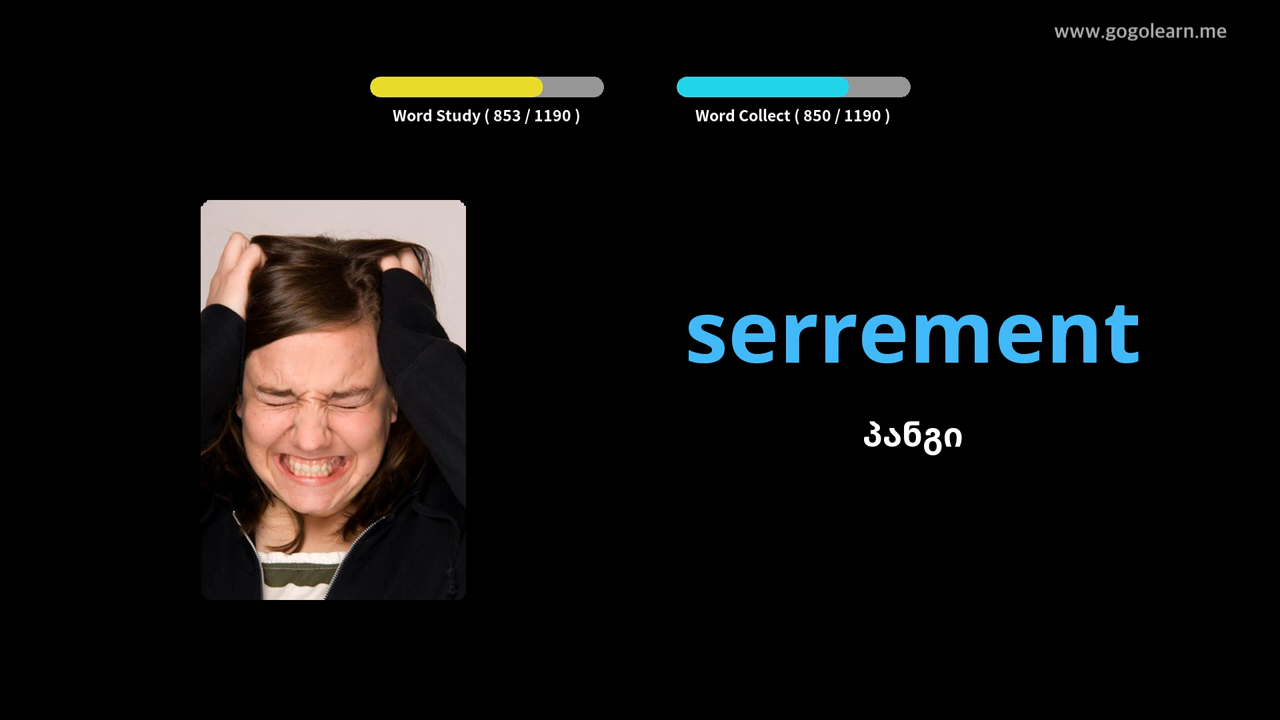 www.gogolearn.me
Word Study ( 853 / 1190 )
Word Collect ( 850 / 1190 )
serrement
პანგი